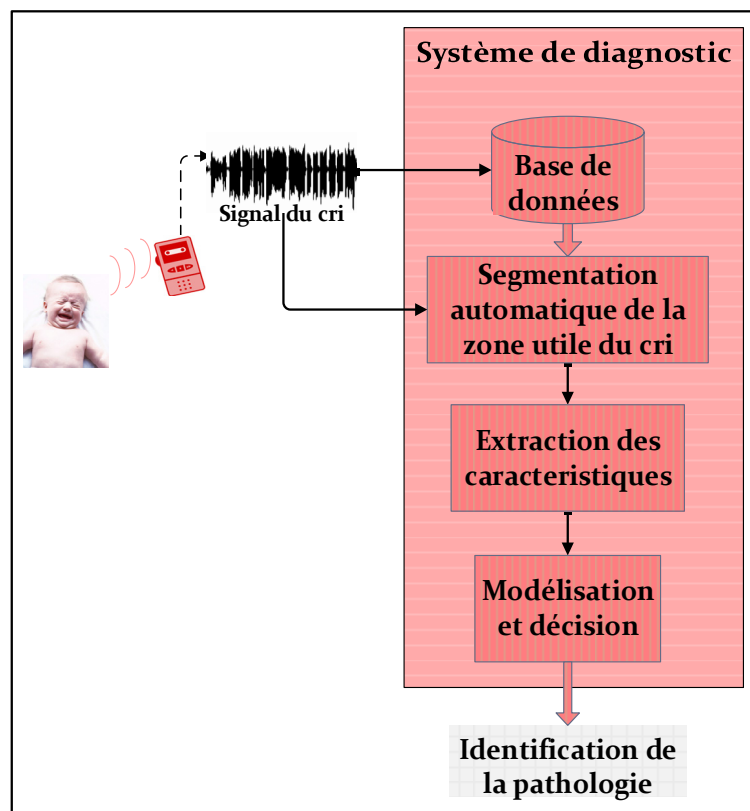 Système de diagnostic
Base de
données
Signal du cri
Segmentation
automatique de la
zone utile du cri
Extraction des
caracteristiques
Modélisation
et décision
Identification de
la pathologie